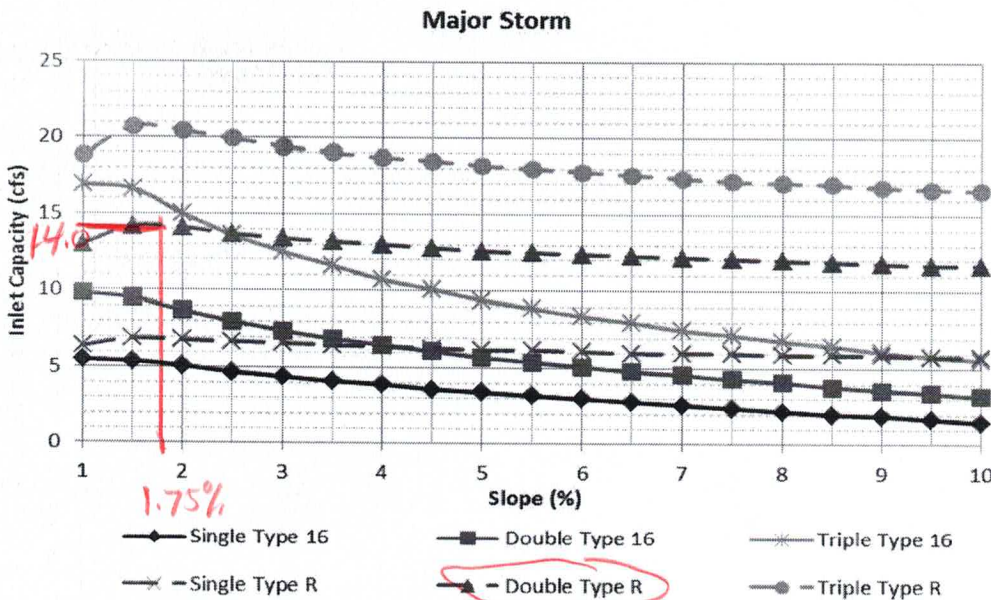 Major Storm
25
20
15
14.0
10
5
0
Inlet Capacity (cfs)
1 2 3 4 5 6 7 8 9 10
1.75%
Slope (%)
Single Type 16 Double Type 16 Triple Type 16
Single Type R Double Type R Triple Type R